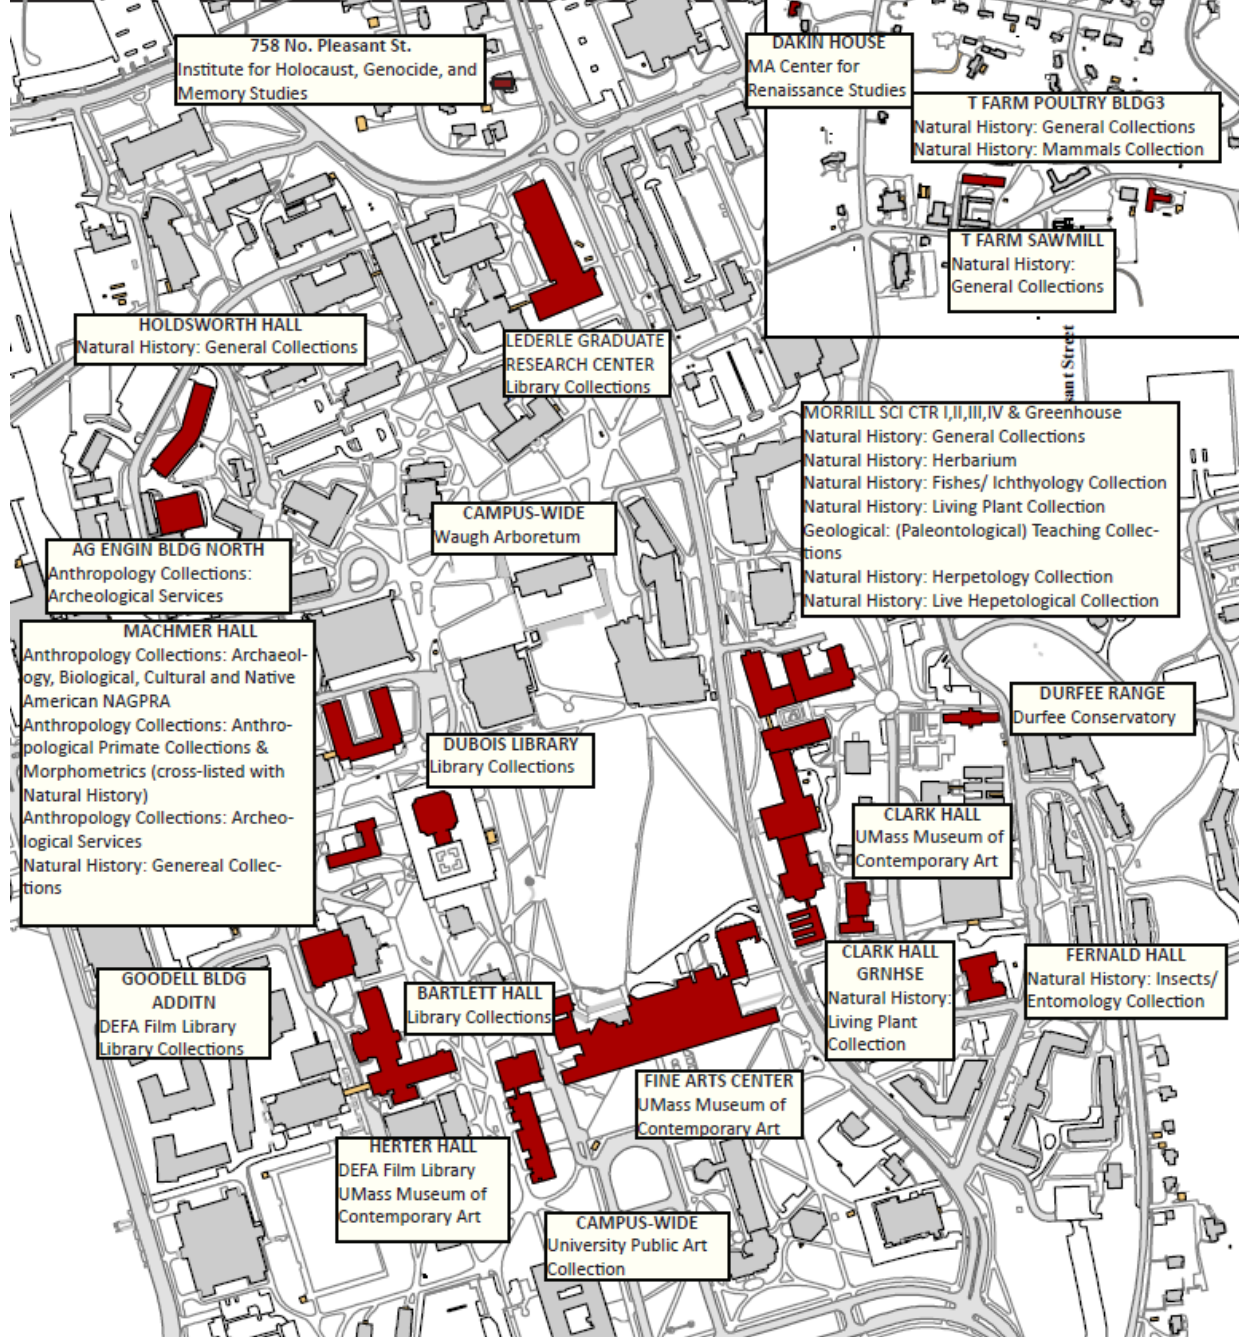 758 No. Pleasant St.
Institute for Holocaust, Genocide, and
Memory Studies
DAKIN HOUSE
MA Center for
Renaissance Studies
T FARM POULTRY BLDG3
Natural History: General Collections
Natural History: Mammals Collection
T FARM SAWMILL
Natural History:
General Collections
HOLDSWORTH HALL
Natural History: General Collections
LEDERLE GRADUATE
RESEARCH CENTER
Library Collections
sant Street
MORRILL SCI CTR I,II,III,IV & Greenhouse
Natural History: General Collections
Natural History: Herbarium
Natural History: Fishes/ Ichthyology Collection
Natural History: Living Plant Collection
Geological: (Paleontological) Teaching Collec-
tions
Natural History: Herpetology Collection
Natural History: Live Hepetological Collection
CAMPUS-WIDE
Waugh Arboretum
AG ENGIN BLDG NORTH
Anthropology Collections:
Archeological Services
MACHMER HALL
Anthropology Collections: Archaeol-
ogy, Biological, Cultural and Native
American NAGPRA
Anthropology Collections: Anthro-
pological Primate Collections &
Morphometrics (cross-listed with
Natural History)
Anthropology Collections: Archeo-
logical Services
Natural History: Genereal Collec-
tions
DURFEE RANGE
Durfee Conservatory
DUBOIS LIBRARY
Library Collections
CLARK HALL
UMass Museum of
Contemporary Art
GOODELL BLDG
ADDITN
DEFA Film Library
Library Collections
BARTLETT HALL
Library Collections
CLARK HALL
GRNHSE
Natural History:
Living Plant
Collection
FERNALD HALL
Natural History: Insects/
Entomology Collection
FINE ARTS CENTER
UMass Museum of
Contemporary Art
HERTER HALL
DEFA Film Library
UMass Museum of
Contemporary Art
CAMPUS-WIDE
University Public Art
Collection